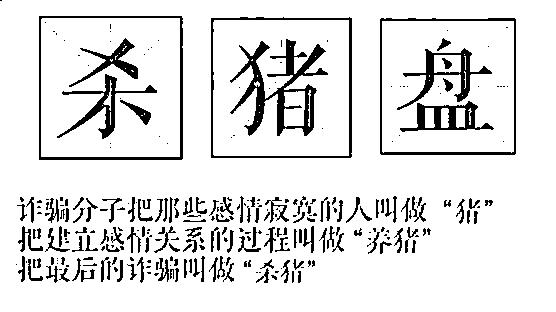 杀猪盘
诈骗分子把那些感情寂寞的人叫做“猪”
把建立感情关系的过程叫做“养猪”
把最后的诈骗叫做“杀猪”